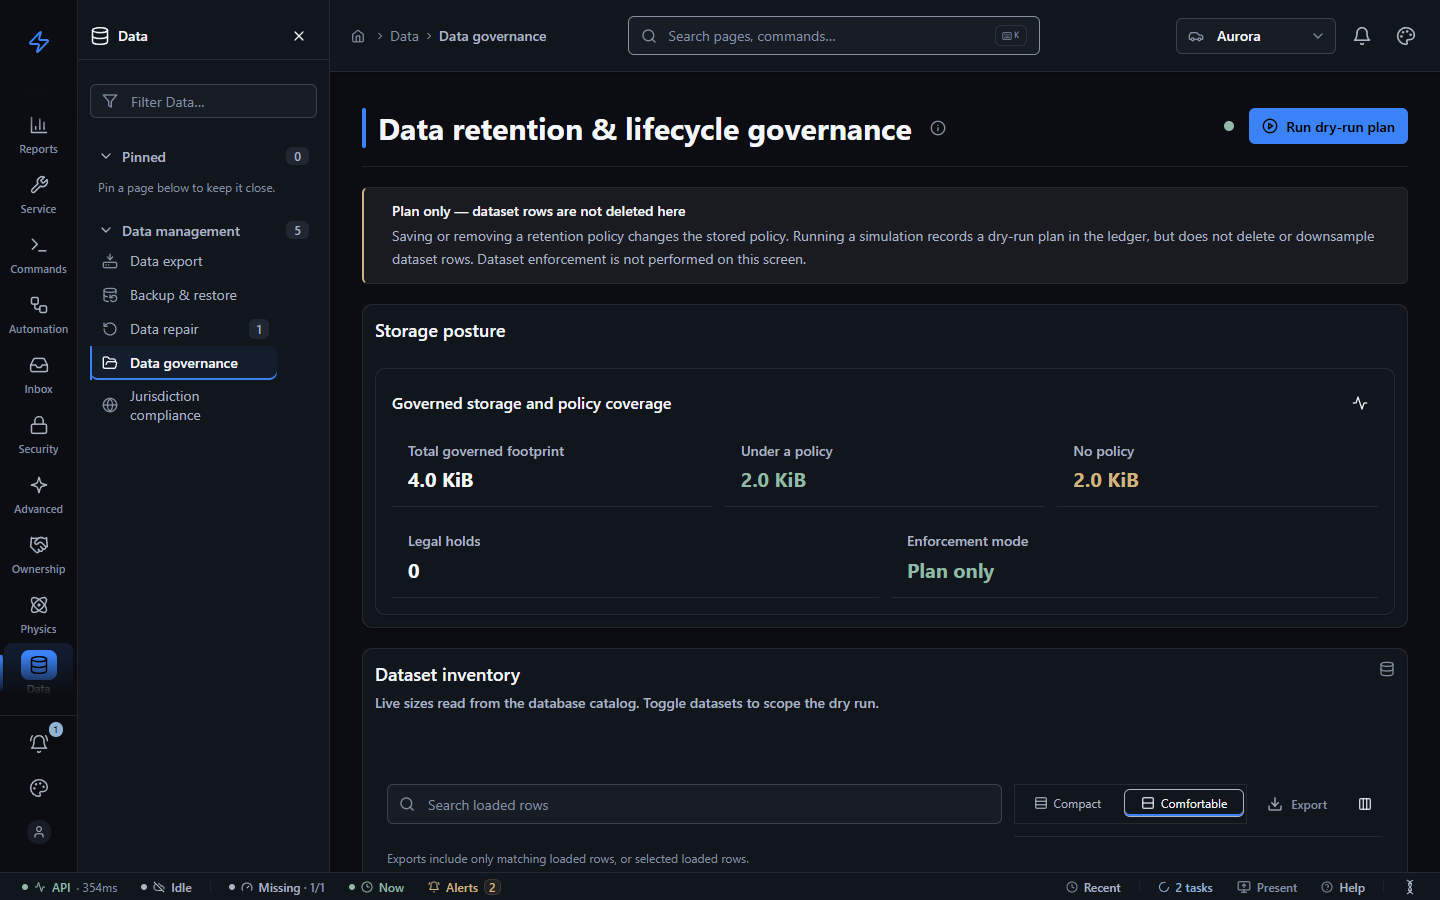 Data
Data > Data governance
Search pages, commands...
K
Aurora
Filter Data...
Pinned
0
Pin a page below to keep it close.
Data management
5
Data export
Backup & restore
Data repair
1
Data governance
Jurisdiction
compliance
Reports
Service
Commands
Automation
Inbox
Security
Advanced
Ownership
Physics
Data
1
Data retention & lifecycle governance
Run dry-run plan
Plan only — dataset rows are not deleted here
Saving or removing a retention policy changes the stored policy. Running a simulation records a dry-run plan in the ledger, but does not delete or downsample
dataset rows. Dataset enforcement is not performed on this screen.
Storage posture
Governed storage and policy coverage
Total governed footprint
4.0 KiB
Under a policy
2.0 KiB
No policy
2.0 KiB
Legal holds
0
Enforcement mode
Plan only
Dataset inventory
Live sizes read from the database catalog. Toggle datasets to scope the dry run.
Search loaded rows
Compact
Comfortable
Export
Exports include only matching loaded rows, or selected loaded rows.
API · 354ms
Idle
Missing · 1/1
Now
Alerts 2
Recent
2 tasks
Present
Help